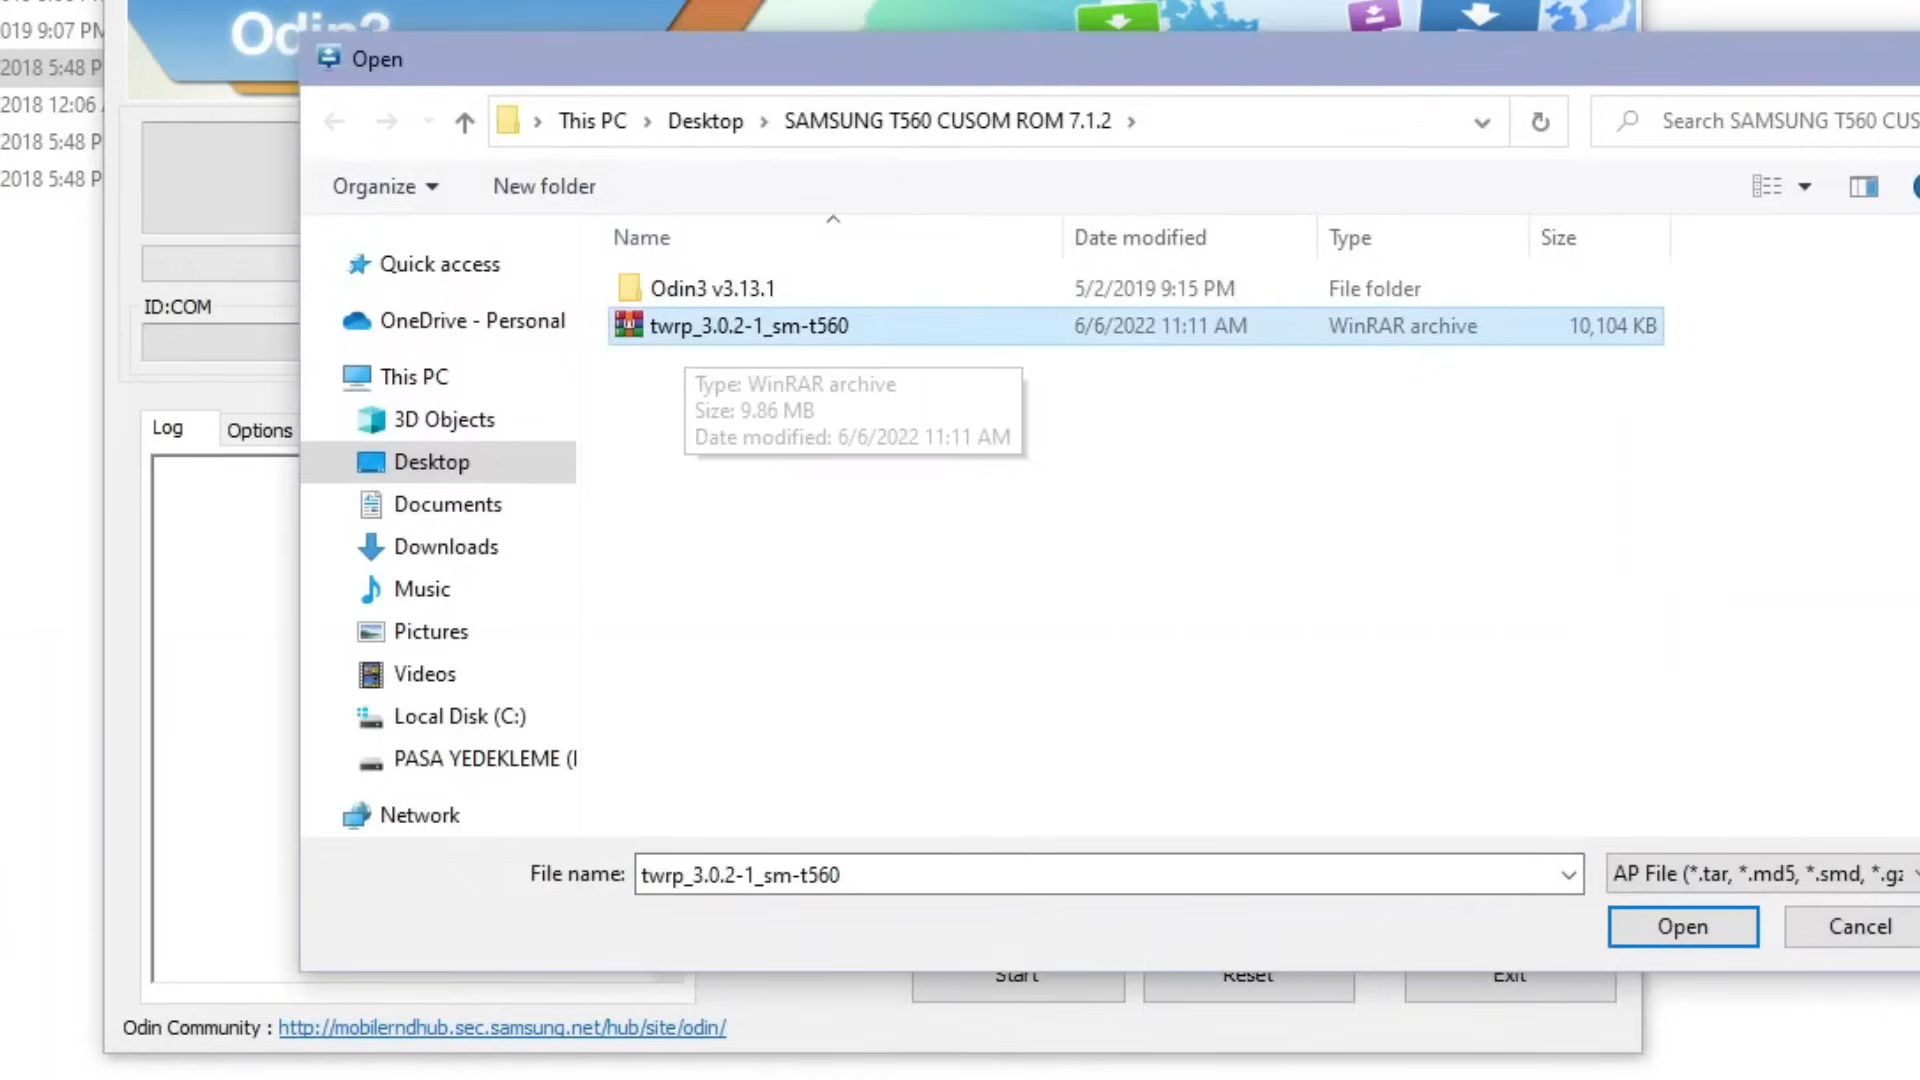 019 9:07 PM
2018 5:48 P
2018 12:06
2018 5:48 P
2018 5:48 P
Odin3
Open
This PC > Desktop > SAMSUNG T560 CUSOM ROM 7.1.2 >
Search SAMSUNG T560 CUS
Organize
New folder
Name
Date modified
Type
Size
Odin3 v3.13.1
5/2/2019 9:15 PM
File folder
twrp_3.0.2-1_sm-t560
6/6/2022 11:11 AM
WinRAR archive
10,104 KB
Type: WinRAR archive
Size: 9.86 MB
Date modified: 6/6/2022 11:11 AM
Quick access
OneDrive - Personal
This PC
3D Objects
Desktop
Documents
Downloads
Music
Pictures
Videos
Local Disk (C:)
PASA YEDEKLEME (
Network
ID:COM
Log
Options
File name:
twrp_3.0.2-1_sm-t560
AP File (*.tar, *.md5, *.smd, *.gz
Open
Cancel
Start
Reset
Exit
Odin Community : http://mobilerndhub.sec.samsung.net/hub/site/odin/